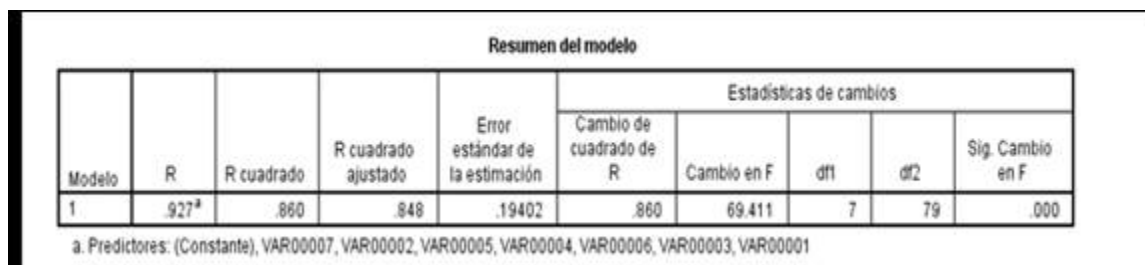 Resumen del modelo
Estadísticas de cambios
Modelo R R cuadrado R cuadrado ajustado Error estándar de la estimación Cambio de cuadrado de R Cambio en F df1 df2 Sig. Cambio en F
1 .927a .860 .848 .19402 .860 69.411 7 79 .000
a. Predictores: (Constante), VAR00007, VAR00002, VAR00005, VAR00004, VAR00006, VAR00003, VAR00001